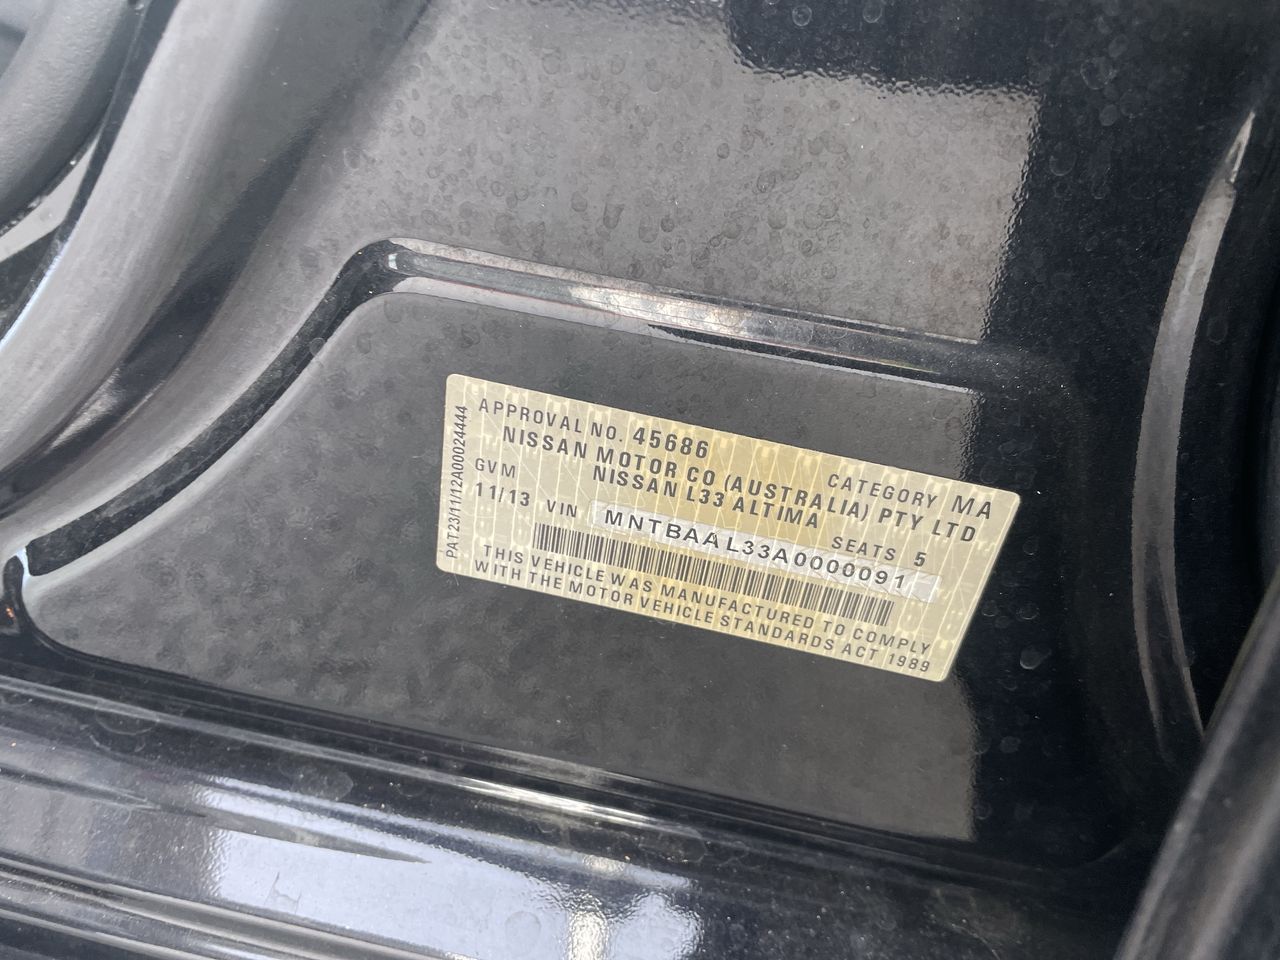 APPROVAL NO. 45686 CATEGORY MA
NISSAN MOTOR CO (AUSTRALIA) PTY LTD
NISSAN L33 ALTIMA
GVM SEATS 5
11/13 VIN MNTBAAL33A0000091
THIS VEHICLE WAS MANUFACTURED TO COMPLY
WITH THE MOTOR VEHICLE STANDARDS ACT 1989
PAT23/11/12A00024444